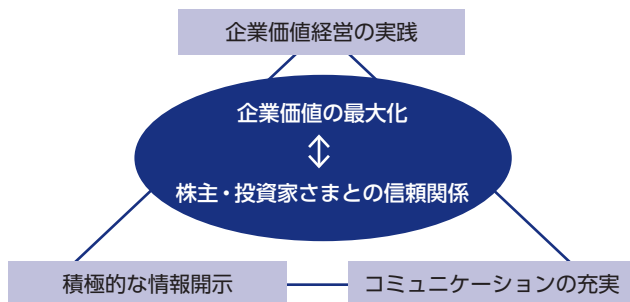 企業価値経営の実践
企業価値の最大化
↕
株主・投資家さまとの信頼関係
積極的な情報開示
コミュニケーションの充実